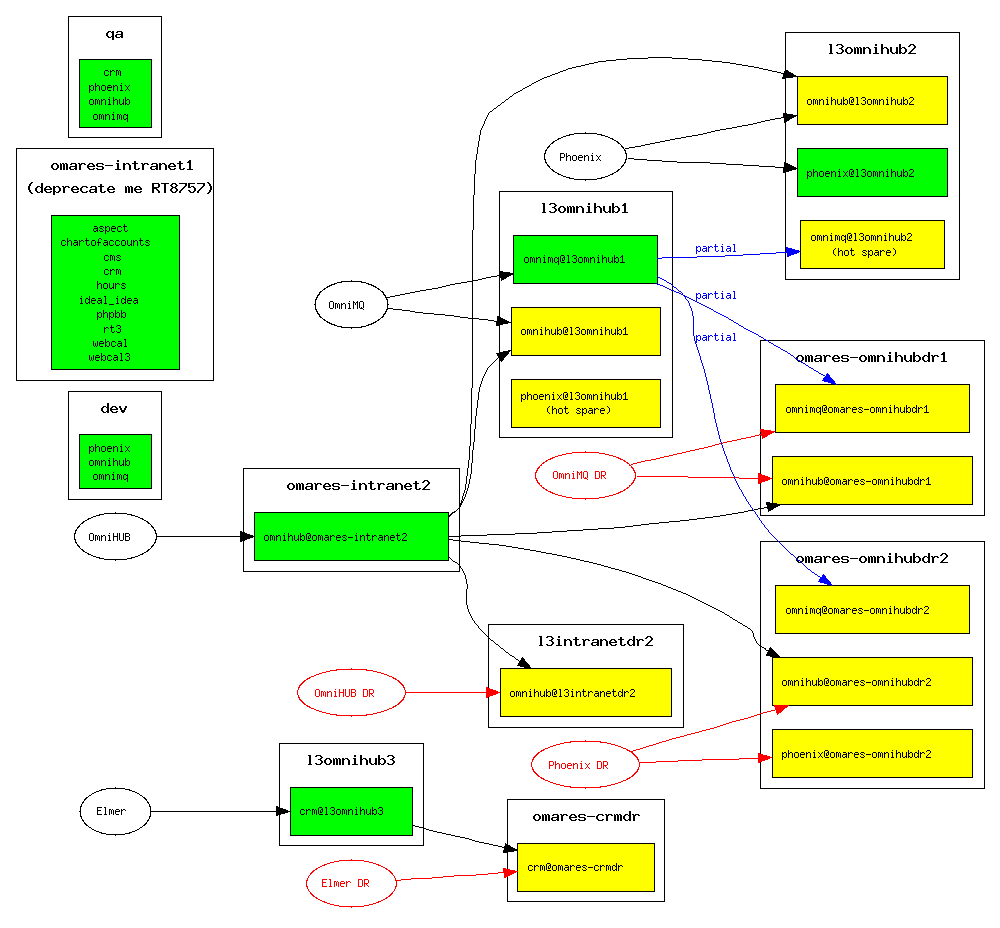 qa
crm
phoenix
omnihub
omnimq
omares-intranet1
(deprecate me RT8757)
aspect
chartofaccounts
cms
crm
hours
ideal_idea
phpbb
rt3
webcal
webcal3
dev
phoenix
omnihub
omnimq
OmniHUB
omares-intranet2
omnihub@omares-intranet2
OmniMQ
l3omnihub1
omnimq@l3omnihub1
omnihub@l3omnihub1
phoenix@l3omnihub1
(hot spare)
Phoenix
l3omnihub2
omnihub@l3omnihub2
phoenix@l3omnihub2
omnimq@l3omnihub2
(hot spare)
partial
partial
partial
omares-omnihubdr1
omnimq@omares-omnihubdr1
omnihub@omares-omnihubdr1
OmniMQ DR
omares-omnihubdr2
omnimq@omares-omnihubdr2
omnihub@omares-omnihubdr2
phoenix@omares-omnihubdr2
l3intranetdr2
omnihub@l3intranetdr2
OmniHUB DR
Phoenix DR
l3omnihub3
crm@l3omnihub3
Elmer
omares-crmdr
crm@omares-crmdr
Elmer DR